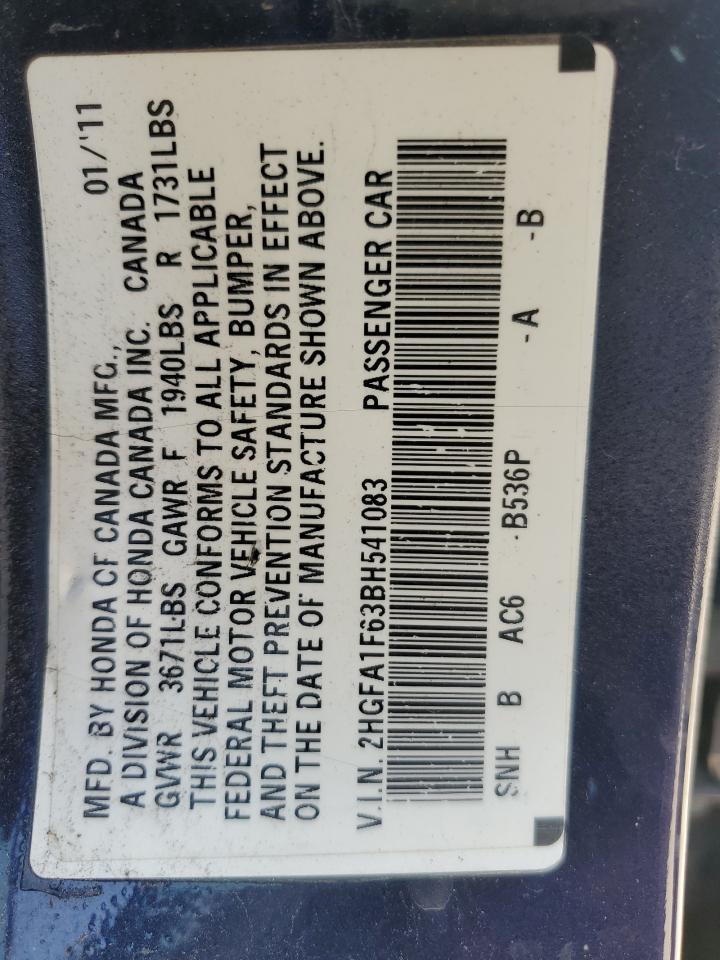 MFD. BY HONDA OF CANADA MFG., 01/'11
A DIVISION OF HONDA CANADA INC. CANADA
GVWR 3671LBS GAWR F 1940LBS R 1731LBS
THIS VEHICLE CONFORMS TO ALL APPLICABLE
FEDERAL MOTOR VEHICLE SAFETY, BUMPER,
AND THEFT PREVENTION STANDARDS IN EFFECT
ON THE DATE OF MANUFACTURE SHOWN ABOVE.
V.I.N. 2HGFA1F63BH541083 PASSENGER CAR
SNH B AC6 -B536P -A -B